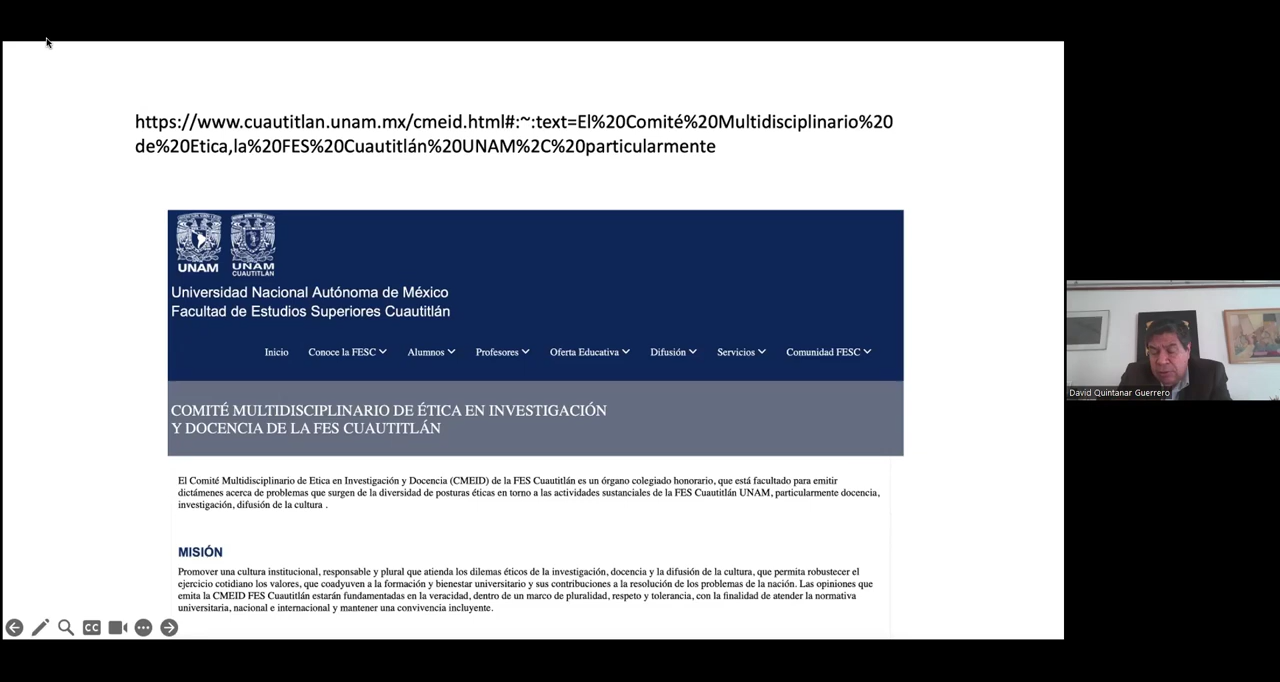 https://www.cuautitlan.unam.mx/cmeid.html#:~:text=El%20Comité%20Multidisciplinario%20
de%20Etica,la%20FES%20Cuautitlán%20UNAM%2C%20particularmente
UNAM
UNAM
CUAUTITLÁN
Universidad Nacional Autónoma de México
Facultad de Estudios Superiores Cuautitlán
Inicio Conoce la FESC Alumnos Profesores Oferta Educativa Difusión Servicios Comunidad FESC
COMITÉ MULTIDISCIPLINARIO DE ÉTICA EN INVESTIGACIÓN
Y DOCENCIA DE LA FES CUAUTITLÁN
El Comité Multidisciplinario de Etica en Investigación y Docencia (CMEID) de la FES Cuautitlán es un órgano colegiado honorario, que está facultado para emitir
dictámenes acerca de problemas que surgen de la diversidad de posturas éticas en torno a las actividades sustanciales de la FES Cuautitlán UNAM, particularmente docencia,
investigación, difusión de la cultura .
MISIÓN
Promover una cultura institucional, responsable y plural que atienda los dilemas éticos de la investigación, docencia y la difusión de la cultura, que permita robustecer el
ejercicio cotidiano los valores, que coadyuven a la formación y bienestar universitario y sus contribuciones a la resolución de los problemas de la nación. Las opiniones que
emita la CMEID FES Cuautitlán estarán fundamentadas en la veracidad, dentro de un marco de pluralidad, respeto y tolerancia, con la finalidad de atender la normativa
universitaria, nacional e internacional y mantener una convivencia incluyente.
CC
David Quintanar Guerrero